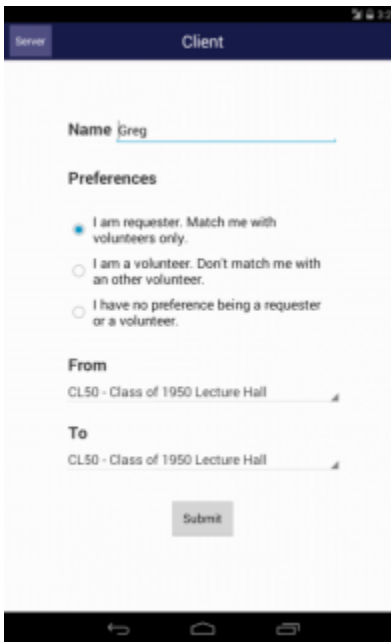 Server
Client
Name Greg
Preferences
I am requester. Match me with
volunteers only.
I am a volunteer. Don't match me with
an other volunteer.
I have no preference being a requester
or a volunteer.
From
CL50 - Class of 1950 Lecture Hall
To
CL50 - Class of 1950 Lecture Hall
Submit